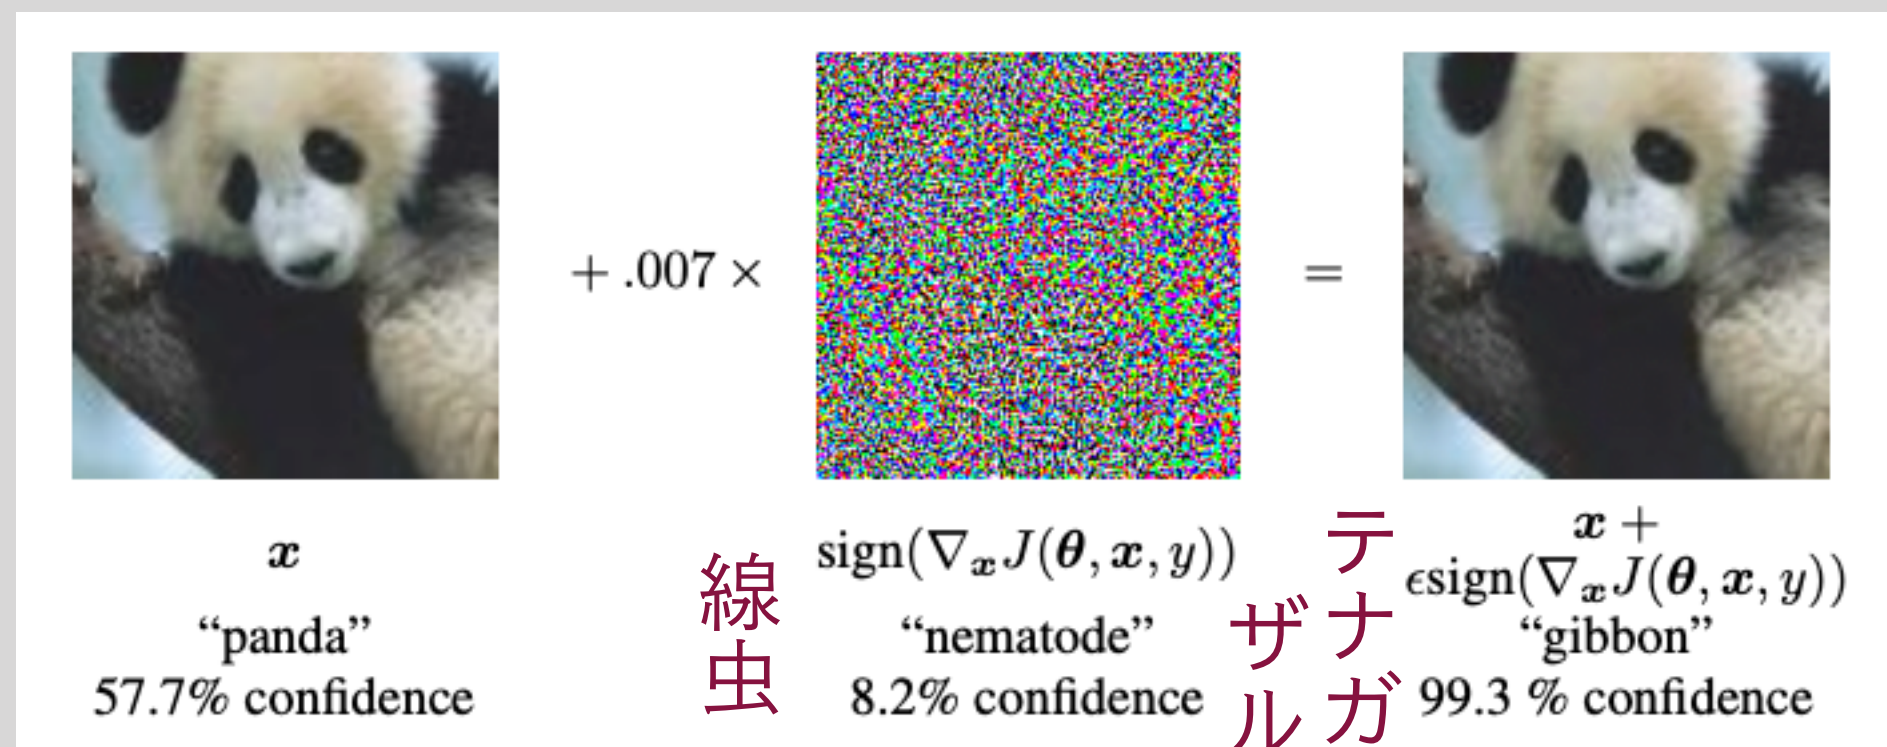 + .007 ×
=
x
“panda”
57.7% confidence
線虫
sign(∇ₓJ(θ, x, y))
“nematode”
8.2% confidence
テナガ
ザル
x +
ϵsign(∇ₓJ(θ, x, y))
“gibbon”
99.3 % confidence